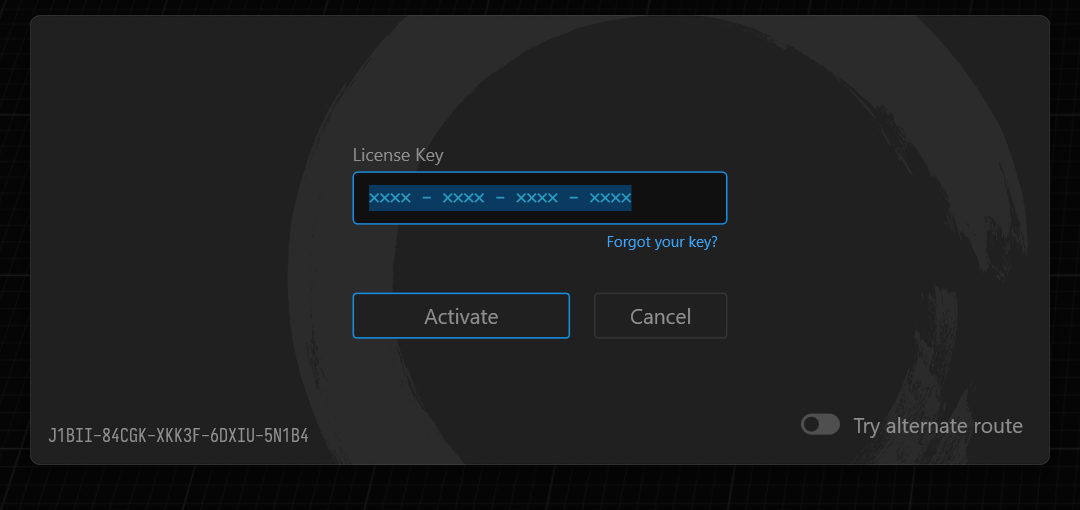 License Key
xxxx - xxxx - xxxx - xxxx
Forgot your key?
Activate
Cancel
J1BII-84CGK-XKK3F-6DXIU-5N1B4
Try alternate route